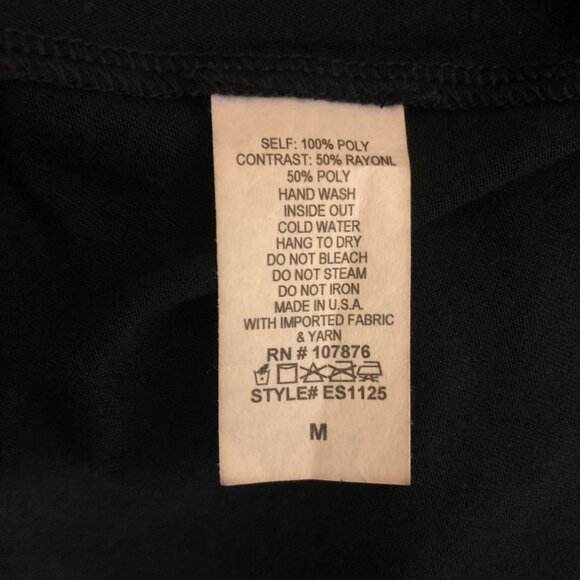 SELF: 100% POLY
CONTRAST: 50% RAYONL
50% POLY
HAND WASH
INSIDE OUT
COLD WATER
HANG TO DRY
DO NOT BLEACH
DO NOT STEAM
DO NOT IRON
MADE IN U.S.A.
WITH IMPORTED FABRIC
& YARN
RN # 107876
STYLE# ES1125
M